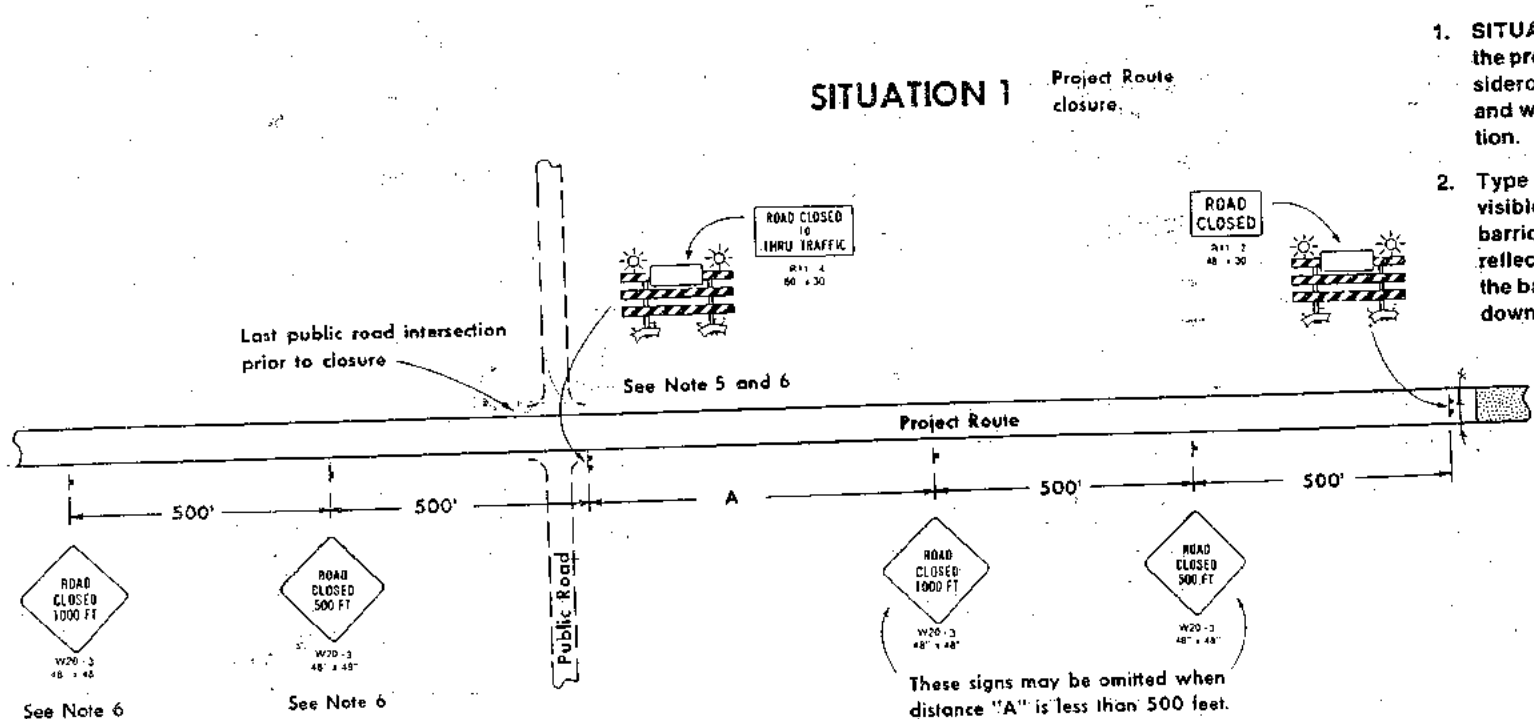 SITUATION 1
Project Route
closure.
1. SITUA
the pro
siderc
and w
tion.
2. Type
visible
barric
reflec
the ba
down
ROAD CLOSED
TO
THRU TRAFFIC
60 x 30
ROAD
CLOSED
48 x 30
Last public road intersection
prior to closure
See Note 5 and 6
Project Route
500'
500'
A
500'
500'
ROAD
CLOSED
1000 FT
W20-3
48 x 48
See Note 6
ROAD
CLOSED
500 FT
W20-3
48" x 48"
See Note 6
Public Road
ROAD
CLOSED
1000 FT
W20-3
48" x 48"
ROAD
CLOSED
500 FT
W20-3
48" x 48"
These signs may be omitted when
distance "A" is less than 500 feet.